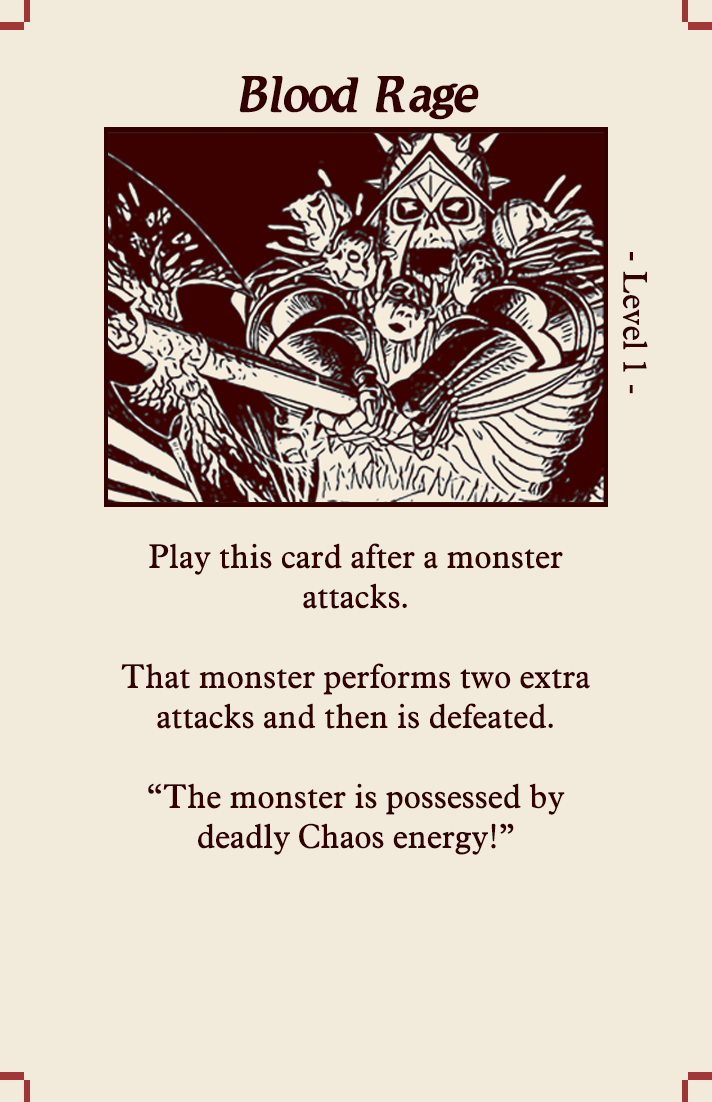 Blood Rage
- Level 1 -
Play this card after a monster
attacks.
That monster performs two extra
attacks and then is defeated.
“The monster is possessed by
deadly Chaos energy!”